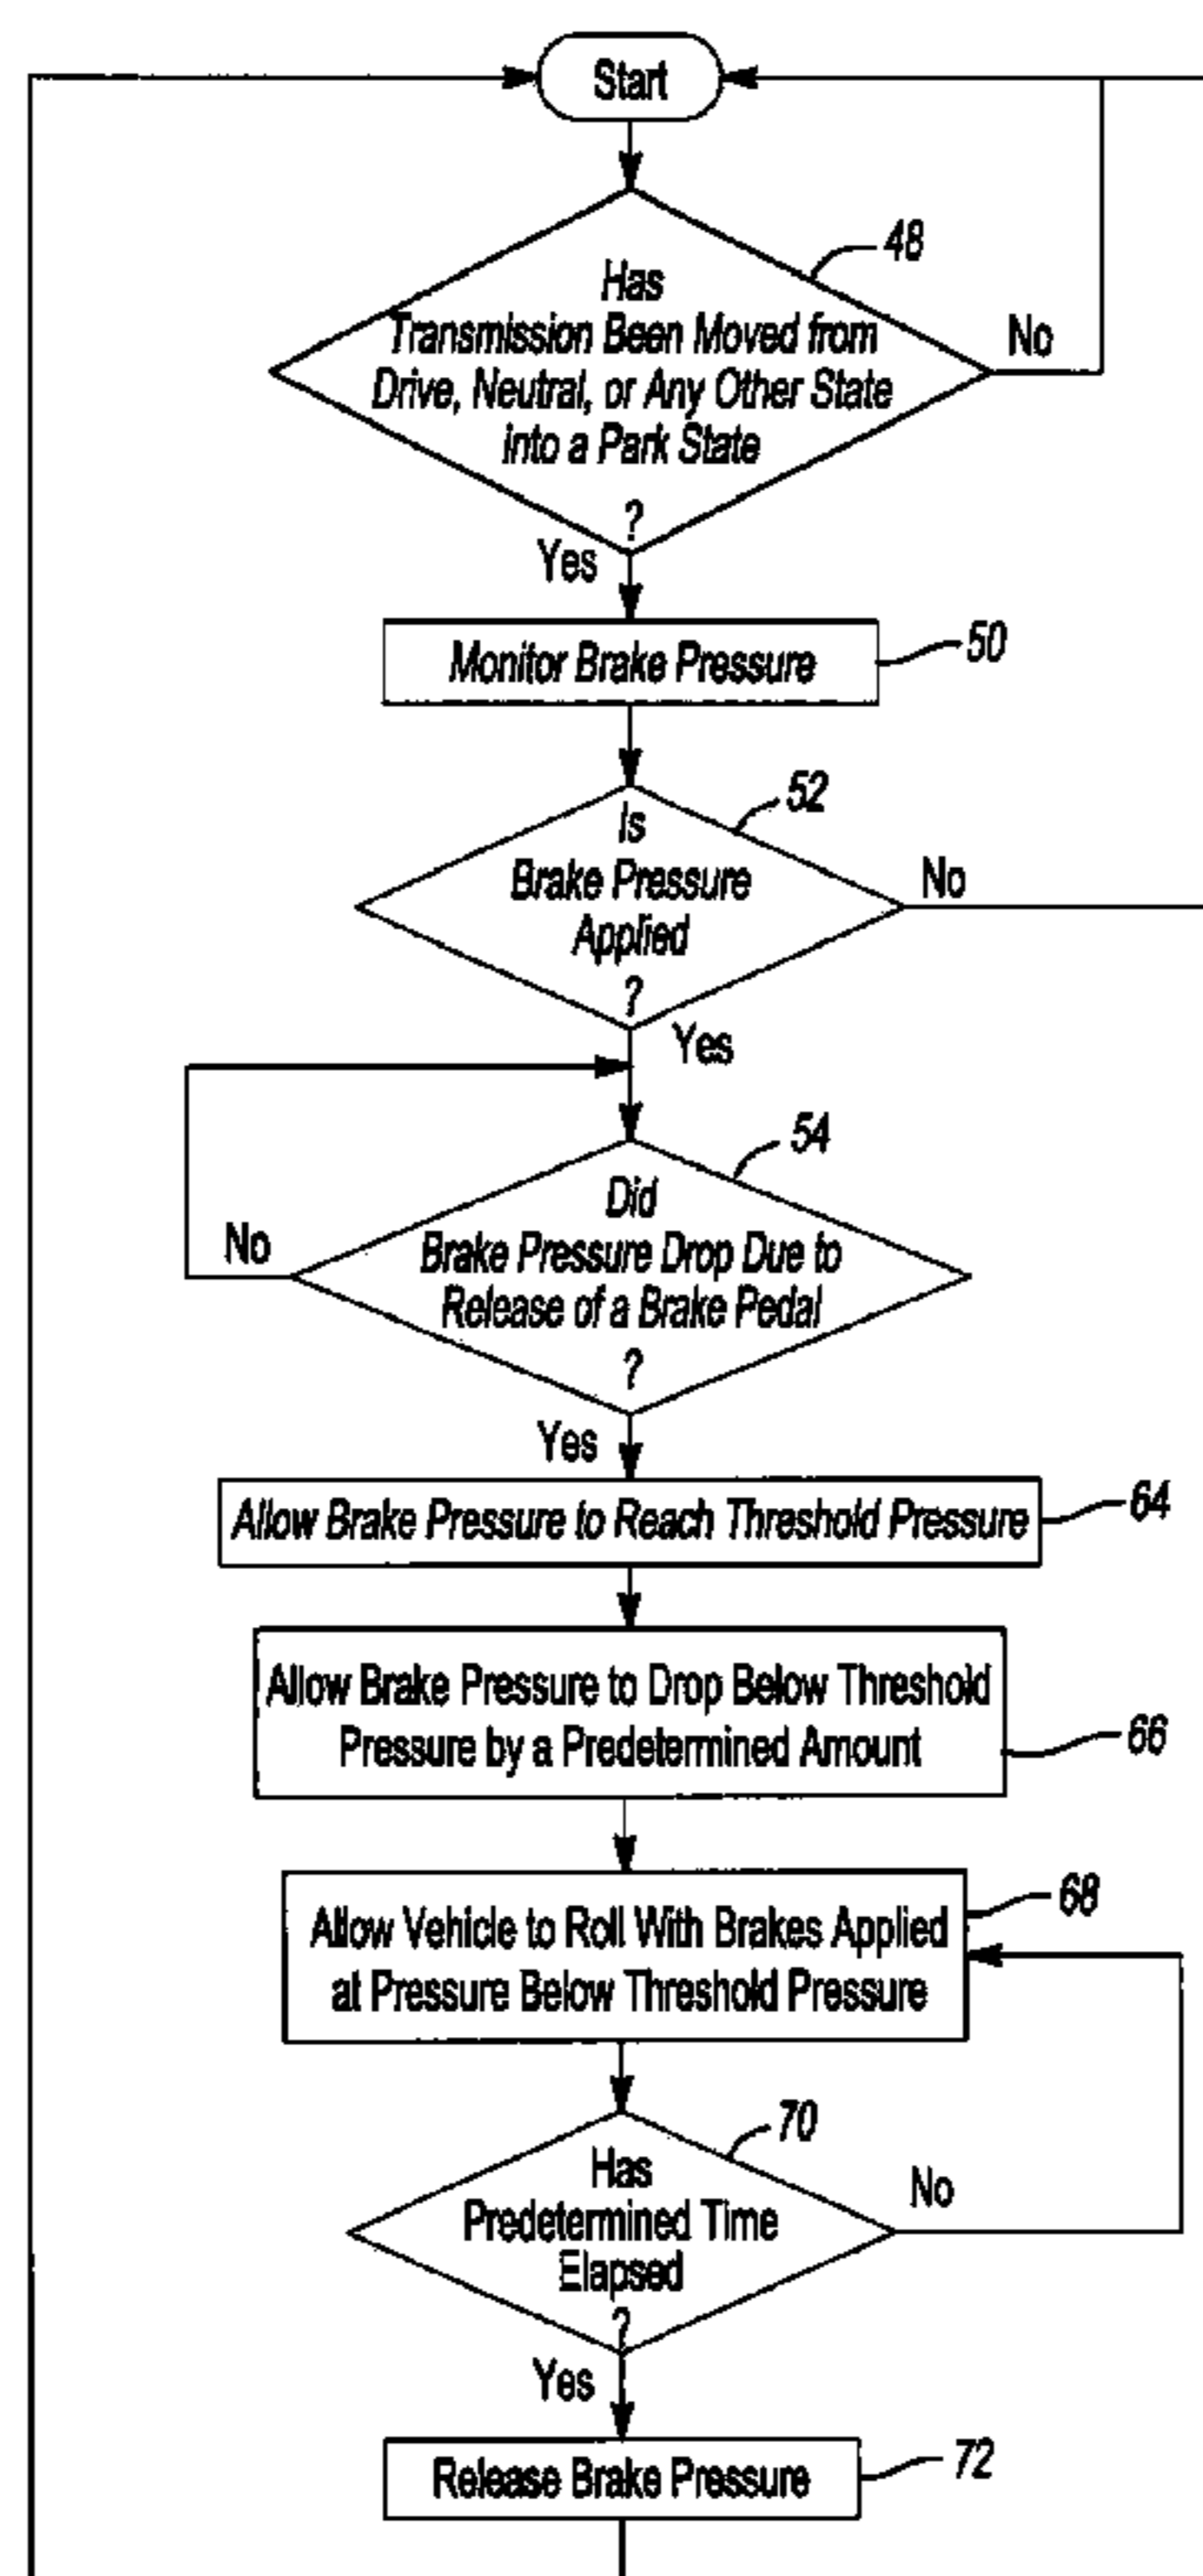 Start
48
Has
Transmission Been Moved from
Drive, Neutral, or Any Other State
into a Park State
?
No
Yes
Monitor Brake Pressure
50
52
Is
Brake Pressure
Applied
?
No
Yes
54
Did
Brake Pressure Drop Due to
Release of a Brake Pedal
?
No
Yes
Allow Brake Pressure to Reach Threshold Pressure
64
Allow Brake Pressure to Drop Below Threshold
Pressure by a Predetermined Amount
66
68
Allow Vehicle to Roll With Brakes Applied
at Pressure Below Threshold Pressure
70
Has
Predetermined Time
Elapsed
?
No
Yes
Release Brake Pressure
72